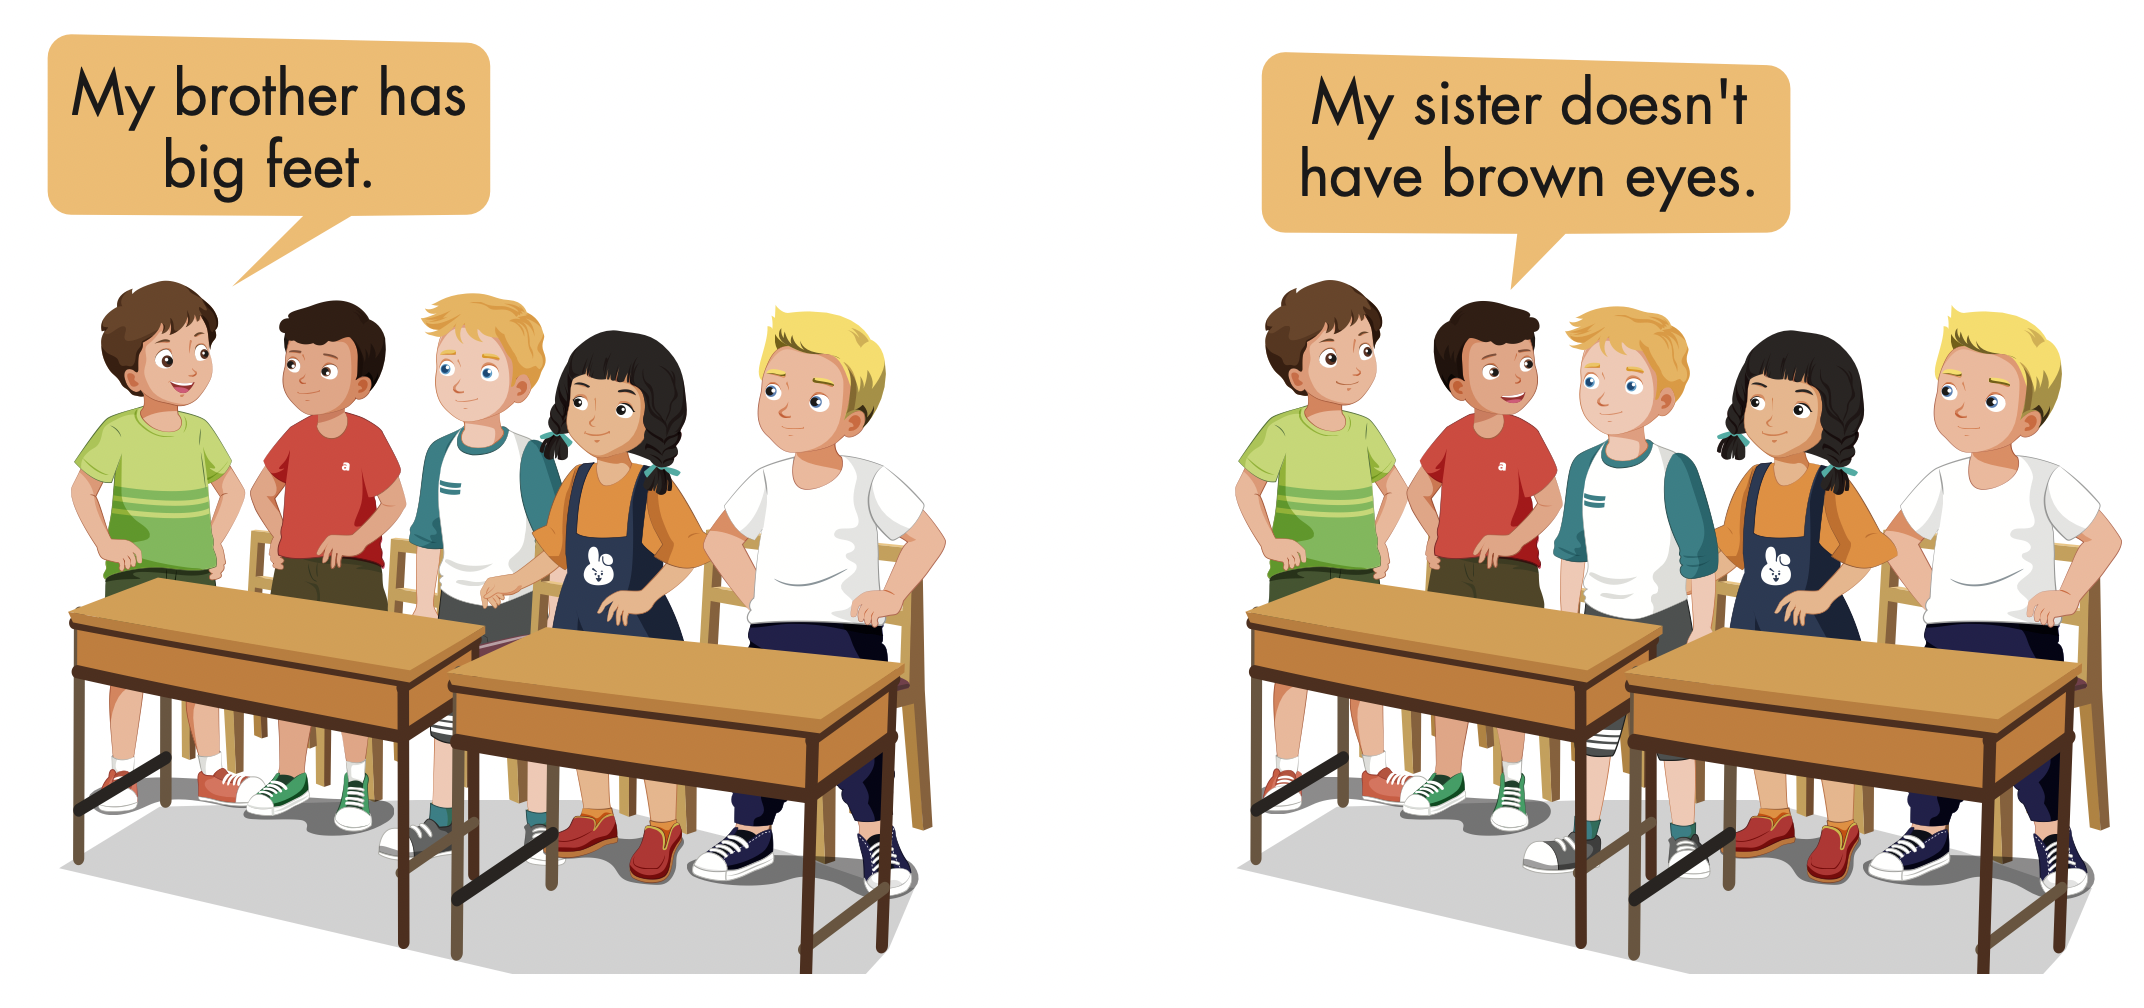 My brother has
big feet.
My sister doesn't
have brown eyes.
a
a